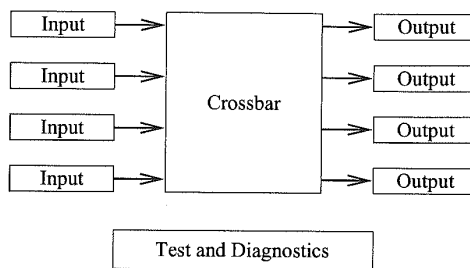 Input
Output
Input
Output
Crossbar
Input
Output
Input
Output
Test and Diagnostics